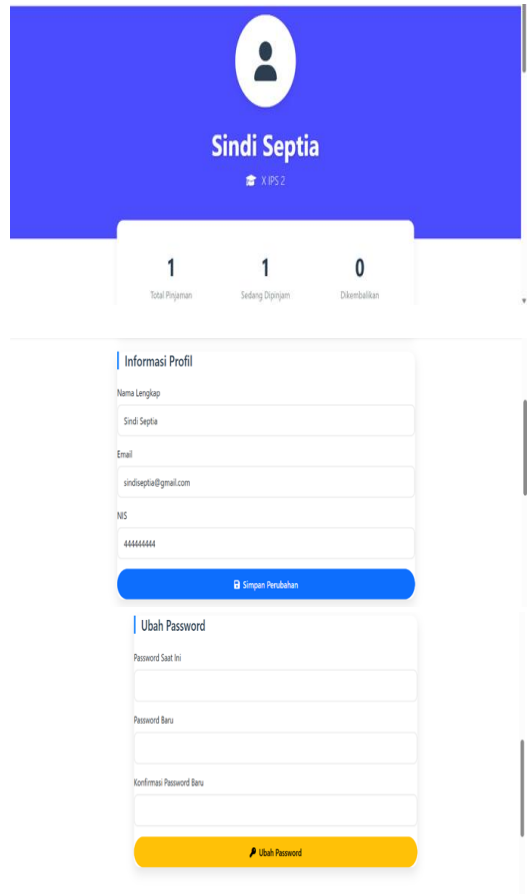 Sindi Septia
X IPS 2
1 1 0
Total Pinjaman Sedang Dipinjam Dikembalikan
Informasi Profil
Nama Lengkap
Sindi Septia
Email
sindiseptia@gmail.com
NIS
444444444
Simpan Perubahan
Ubah Password
Password Saat Ini
Password Baru
Konfirmasi Password Baru
Ubah Password